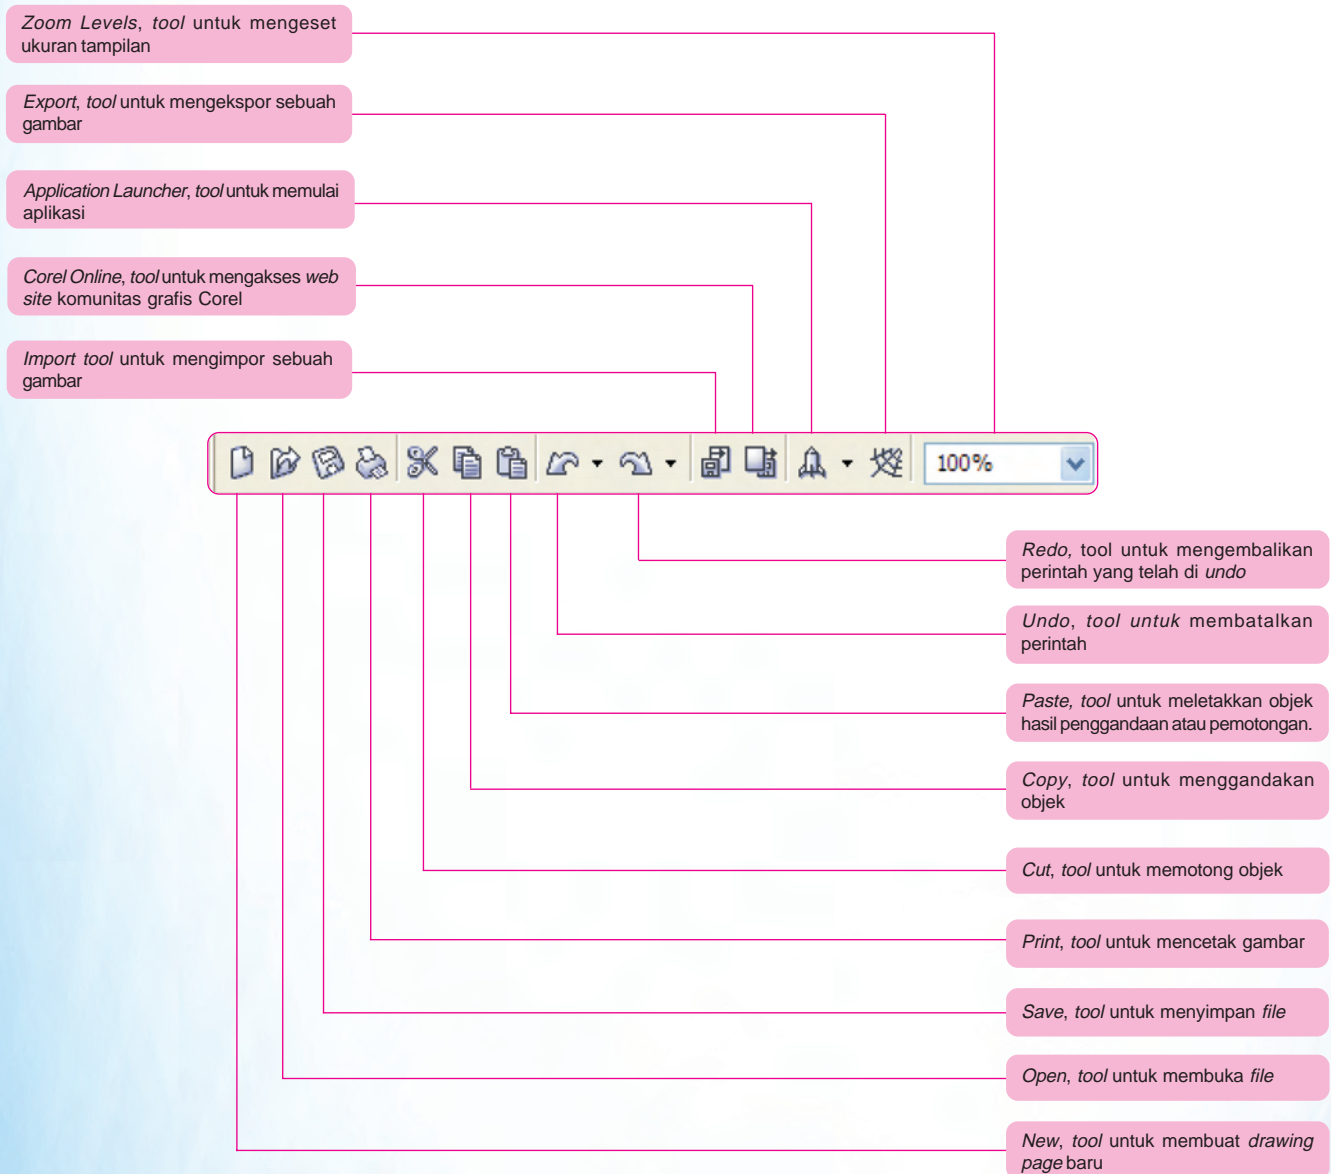 Zoom Levels, tool untuk mengeset
ukuran tampilan
Export, tool untuk mengekspor sebuah
gambar
Application Launcher, tool untuk memulai
aplikasi
Corel Online, tool untuk mengakses web
site komunitas grafis Corel
Import tool untuk mengimpor sebuah
gambar
100%
Redo, tool untuk mengembalikan
perintah yang telah di undo
Undo, tool untuk membatalkan
perintah
Paste, tool untuk meletakkan objek
hasil penggandaan atau pemotongan.
Copy, tool untuk menggandakan
objek
Cut, tool untuk memotong objek
Print, tool untuk mencetak gambar
Save, tool untuk menyimpan file
Open, tool untuk membuka file
New, tool untuk membuat drawing
page baru